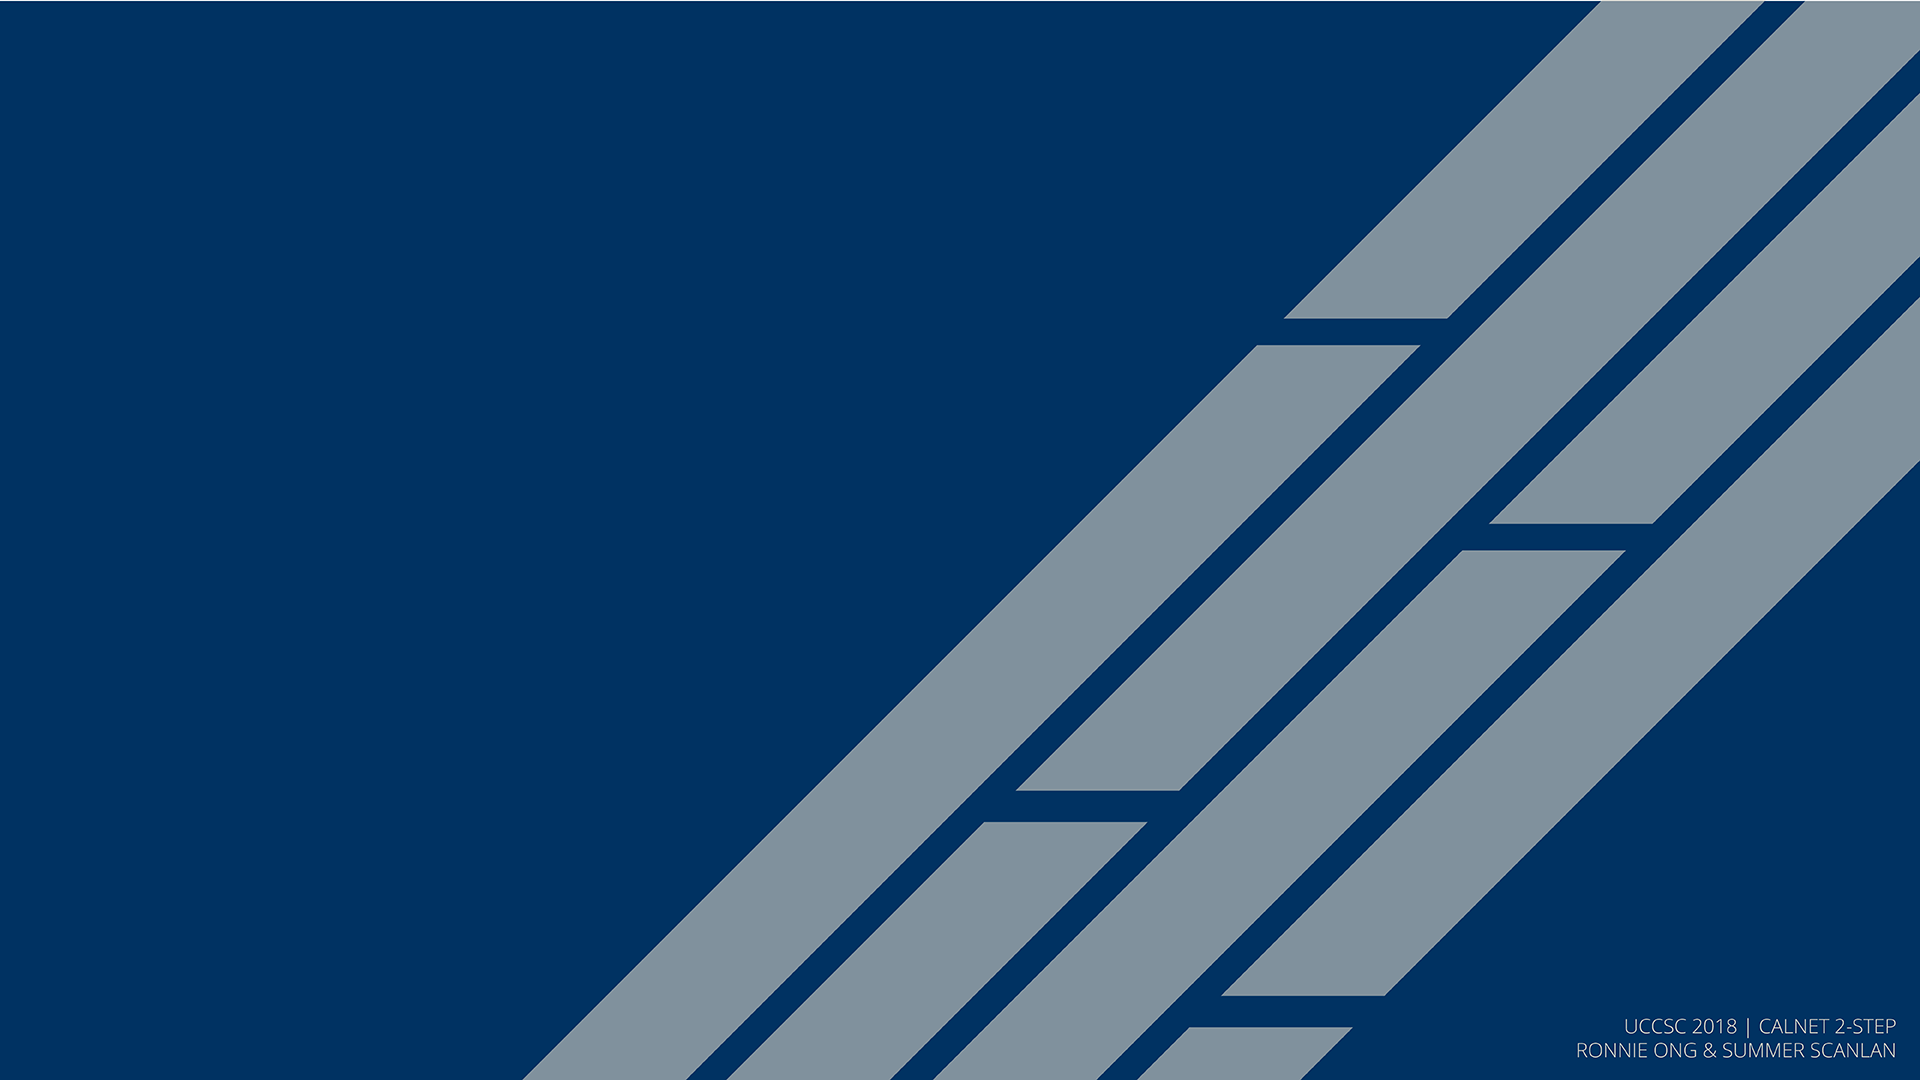 UCCSC 2018 | CALNET 2-STEP
RONNIE ONG & SUMMER SCANLAN